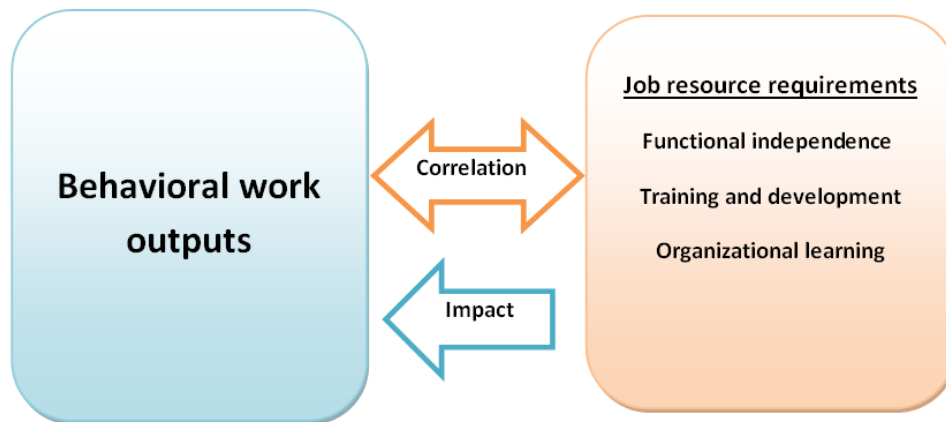 Behavioral work
outputs
Correlation
Impact
Job resource requirements
Functional independence
Training and development
Organizational learning